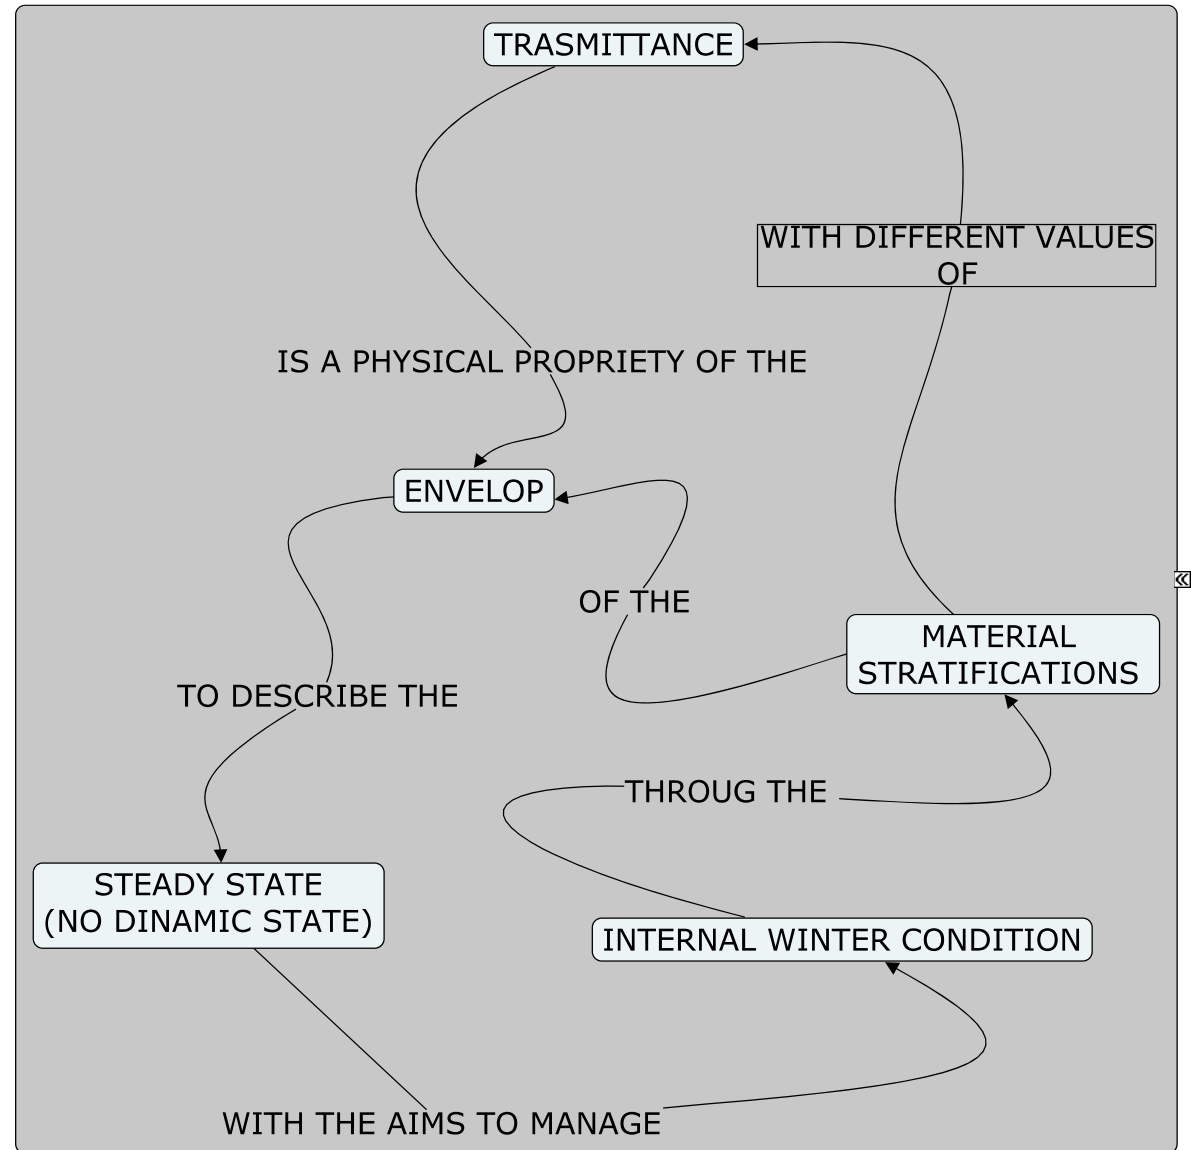 TRASMITTANCE
WITH DIFFERENT VALUES
OF
IS A PHYSICAL PROPRIETY OF THE
ENVELOP
OF THE
MATERIAL
STRATIFICATIONS
TO DESCRIBE THE
THROUG THE
STEADY STATE
(NO DINAMIC STATE)
INTERNAL WINTER CONDITION
WITH THE AIMS TO MANAGE